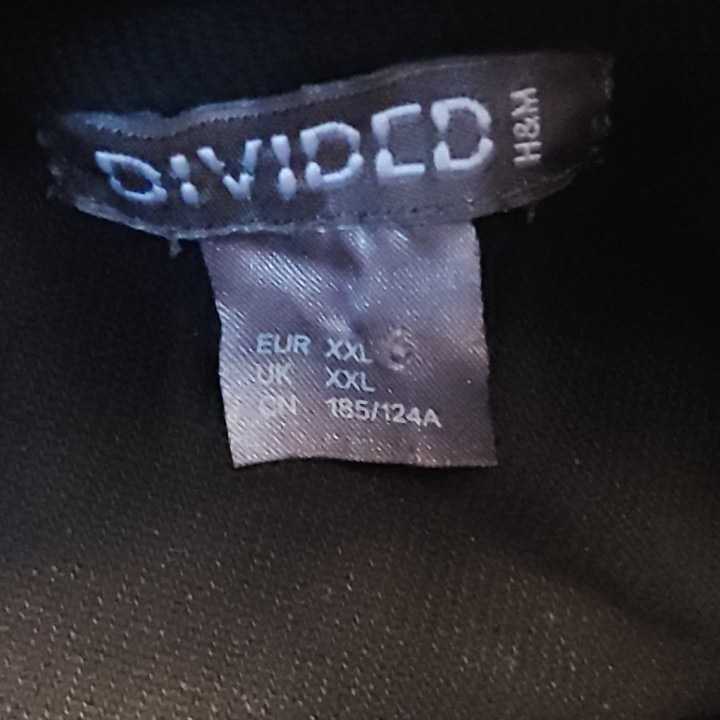 DIVIDED H&M
EUR XXL
UK XXL
CN 185/124A